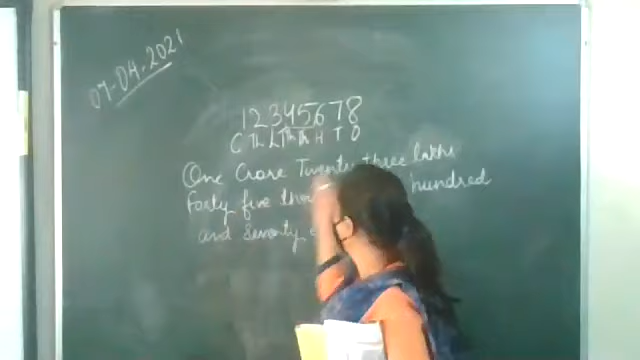 07-04-2021
12345678
C TL L TTh Th H T O
One Crore Twenty three lakhs
Forty five hundred
and Seventy